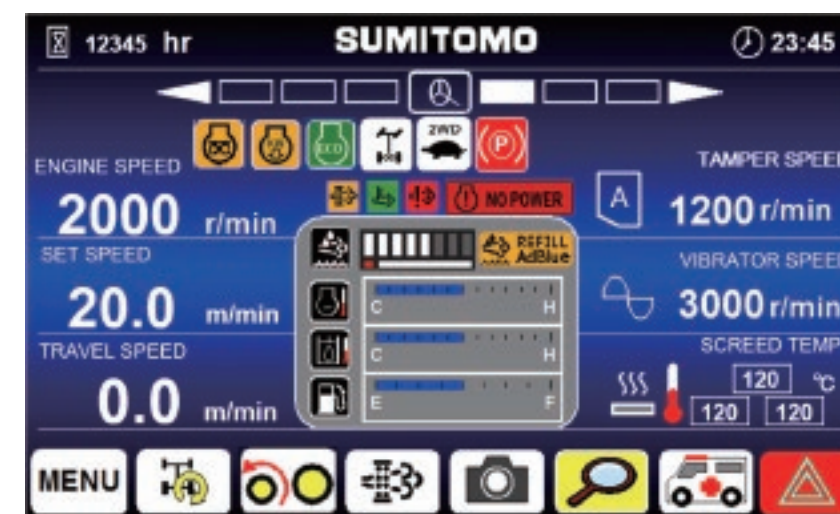 12345 hr SUMITOMO 23:45
2WD
ECO
(P)
ENGINE SPEED
2000 r/min
SET SPEED
20.0 m/min
TRAVEL SPEED
0.0 m/min
NO POWER
REFILL
AdBlue
C H
C H
E F
TAMPER SPEED
A 1200 r/min
VIBRATOR SPEED
3000 r/min
SCREED TEMP
120 °C
120 120
MENU